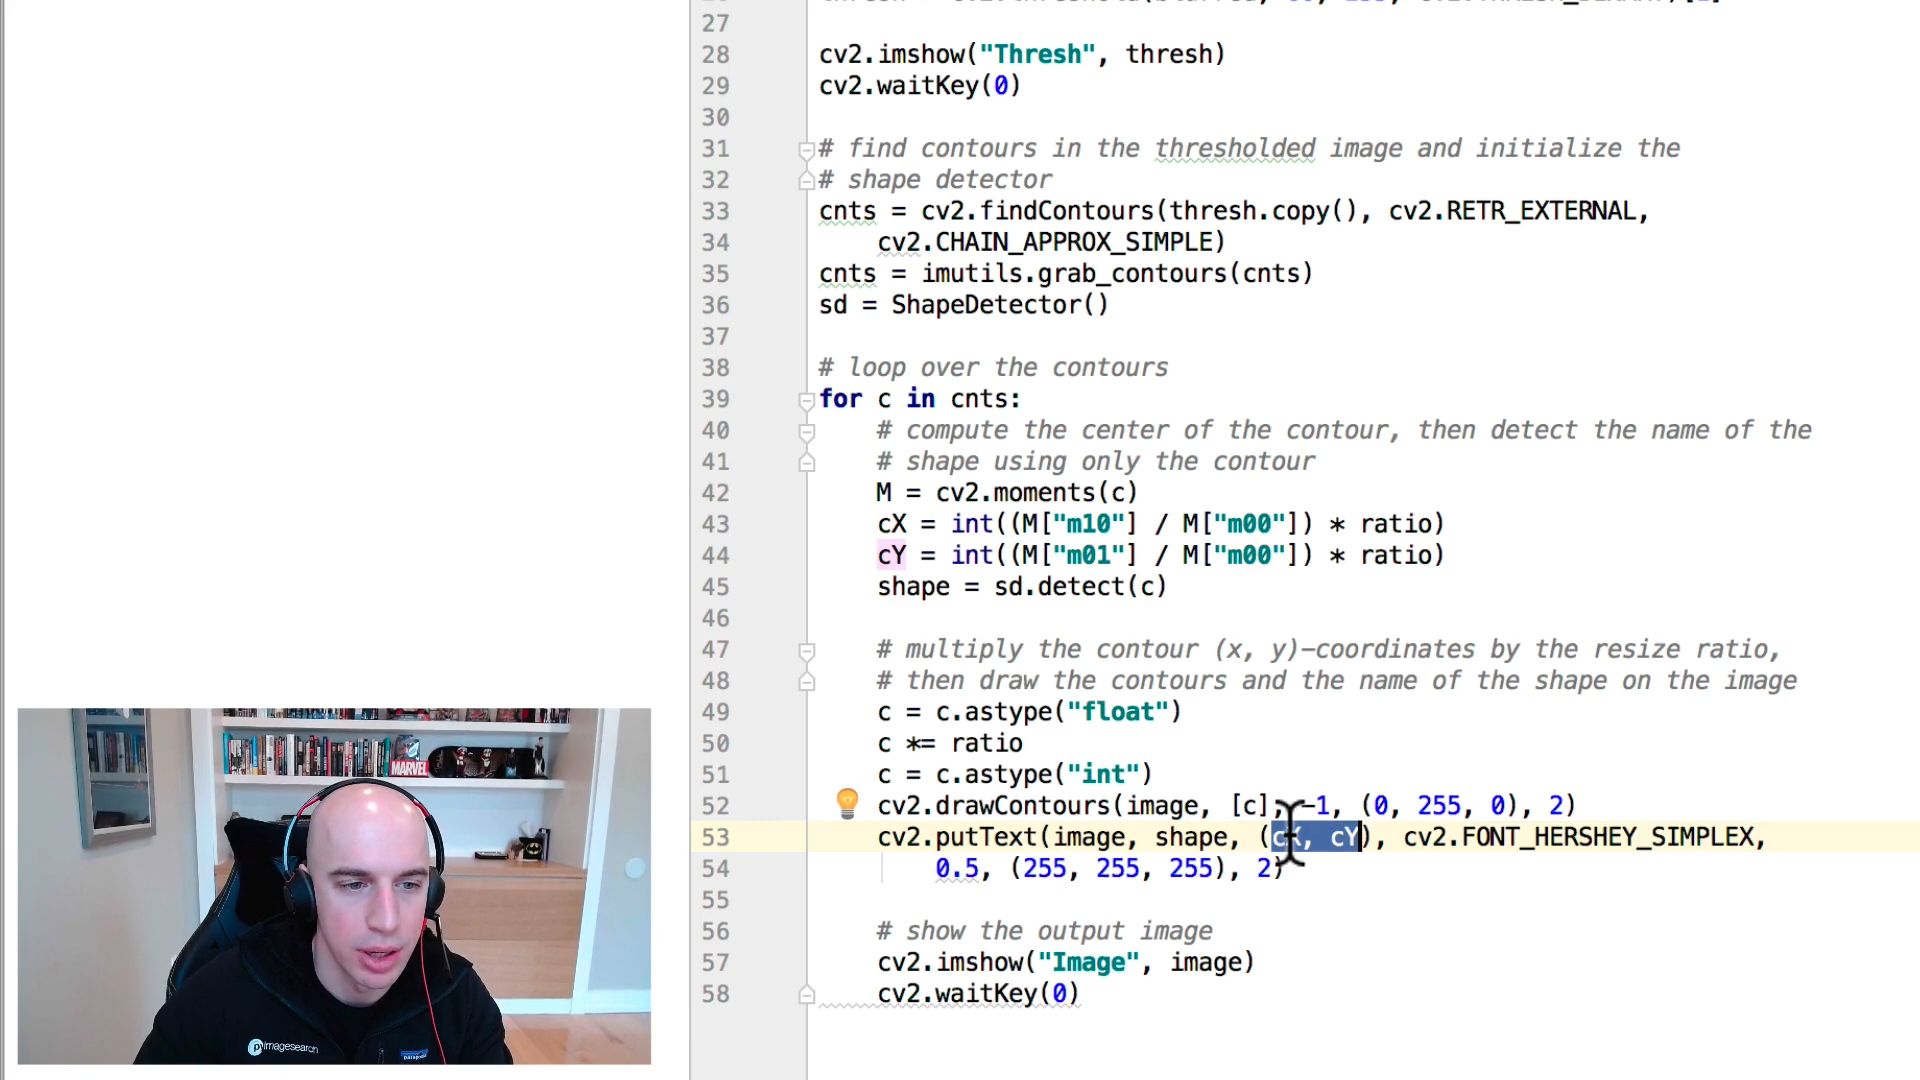 27
28 cv2.imshow("Thresh", thresh)
29 cv2.waitKey(0)
30
31 # find contours in the thresholded image and initialize the
32 # shape detector
33 cnts = cv2.findContours(thresh.copy(), cv2.RETR_EXTERNAL,
34 cv2.CHAIN_APPROX_SIMPLE)
35 cnts = imutils.grab_contours(cnts)
36 sd = ShapeDetector()
37
38 # loop over the contours
39 for c in cnts:
40 # compute the center of the contour, then detect the name of the
41 # shape using only the contour
42 M = cv2.moments(c)
43 cX = int((M["m10"] / M["m00"]) * ratio)
44 cY = int((M["m01"] / M["m00"]) * ratio)
45 shape = sd.detect(c)
46
47 # multiply the contour (x, y)-coordinates by the resize ratio,
48 # then draw the contours and the name of the shape on the image
49 c = c.astype("float")
50 c *= ratio
51 c = c.astype("int")
52 cv2.drawContours(image, [c], -1, (0, 255, 0), 2)
53 cv2.putText(image, shape, (cX, cY), cv2.FONT_HERSHEY_SIMPLEX,
54 0.5, (255, 255, 255), 2)
55
56 # show the output image
57 cv2.imshow("Image", image)
58 cv2.waitKey(0)
MARVEL
pyimagesearch